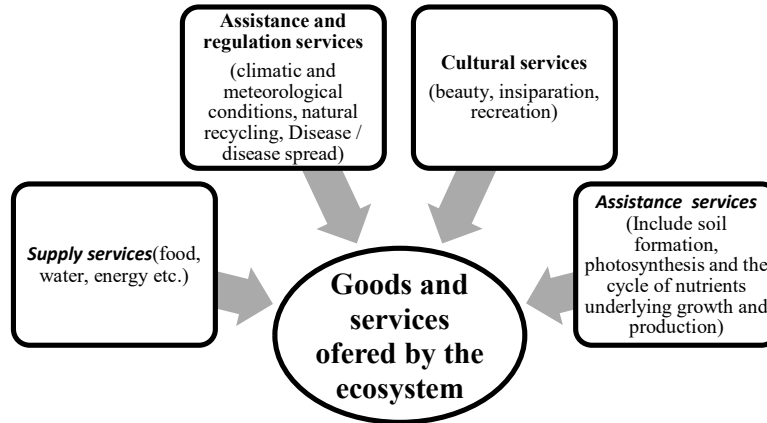 Assistance and
regulation services
(climatic and
meteorological
conditions, natural
recycling, Disease /
disease spread)
Cultural services
(beauty, insiparation,
recreation)
Supply services(food,
water, energy etc.)
Assistance services
(Include soil
formation,
photosynthesis and the
cycle of nutrients
underlying growth and
production)
Goods and
services
ofered by the
ecosystem